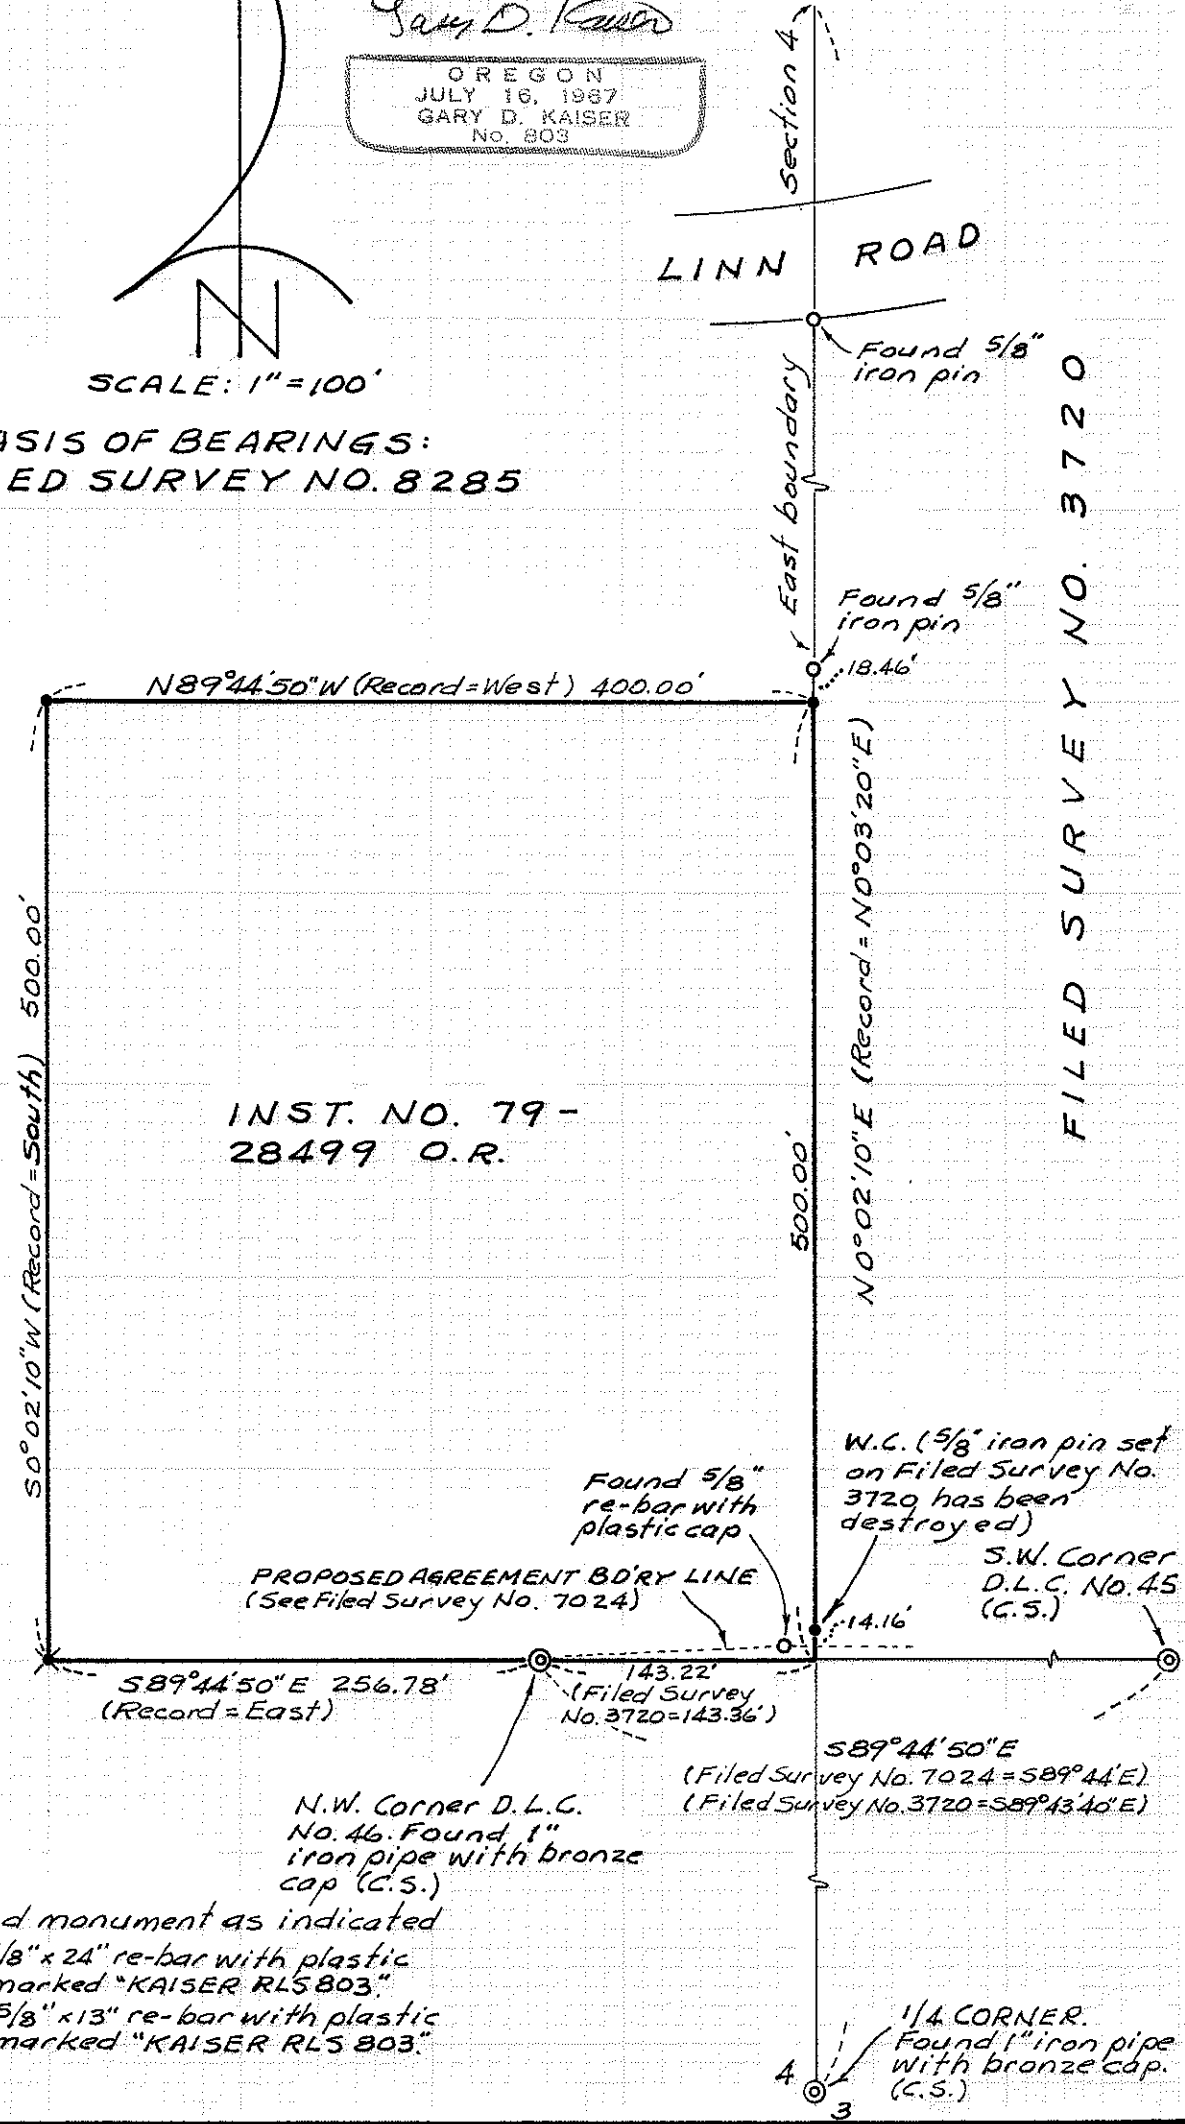 Gary D. Kaiser
OREGON
JULY 16, 1967
GARY D. KAISER
No. 803
N
SCALE: 1"=100'
ASIS OF BEARINGS:
ED SURVEY NO. 8285
section 4
LINN ROAD
Found 5/8"
iron pin
East boundary
Found 5/8"
iron pin
18.46'
FILED SURVEY NO. 3720
N89°44'50"W (Record=West) 400.00'
S0°02'10"W (Record=South) 500.00'
INST. NO. 79-
28499 O.R.
500.00'
N0°02'10"E (Record=N0°03'20"E)
W.C. (5/8" iron pin set
on Filed Survey No.
3720 has been
destroyed)
Found 5/8"
re-bar with
plastic cap
S.W. Corner
D.L.C. No. 45
(C.S.)
PROPOSED AGREEMENT BD'RY LINE
(See Filed Survey No. 7024)
14.16'
S89°44'50"E 256.78'
(Record=East)
143.22'
(Filed Survey
No. 3720=143.36')
S89°44'50"E
(Filed Survey No. 7024=S89°44'E)
(Filed Survey No. 3720=S89°43'40"E)
N.W. Corner D.L.C.
No. 46. Found 1"
iron pipe with bronze
cap (C.S.)
d monument as indicated
/8"x 24" re-bar with plastic
marked "KAISER RLS 803."
5/8"x13" re-bar with plastic
marked "KAISER RLS 803."
1/4 CORNER.
Found 1" iron pipe
with bronze cap.
(C.S.)
4
3